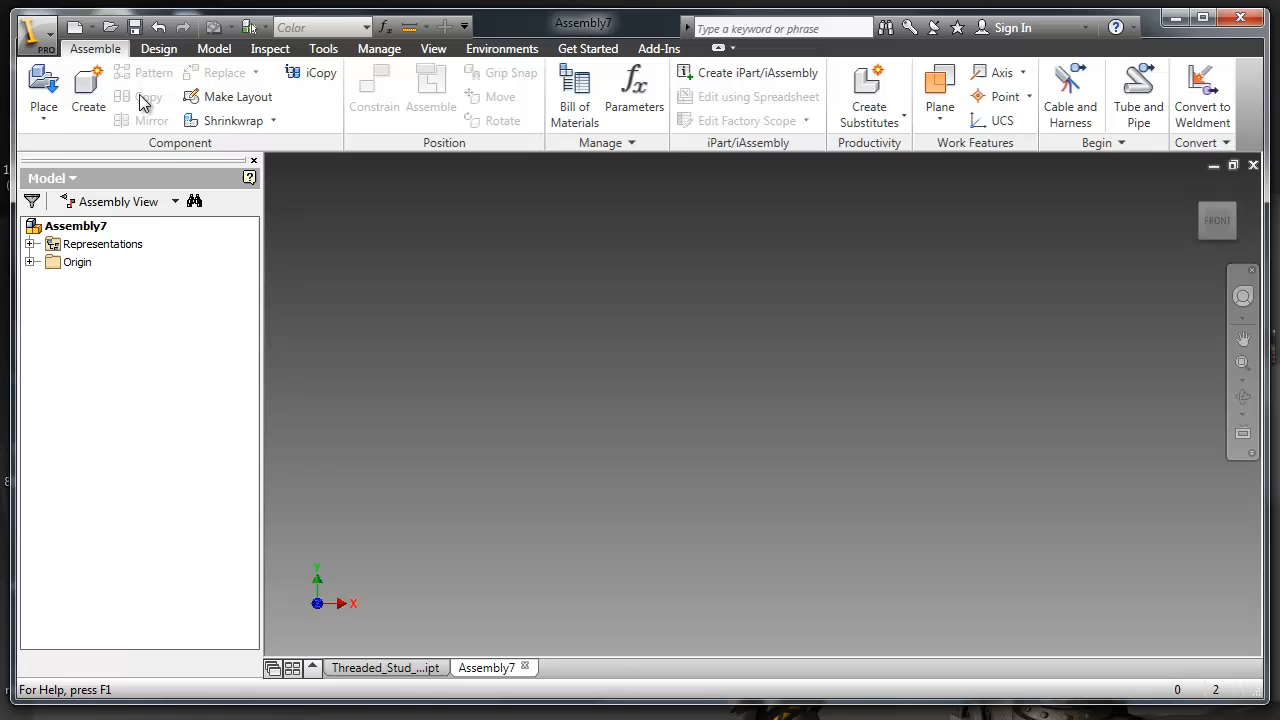 PRO
Color
Assembly7
Type a keyword or phrase
Sign In
Assemble Design Model Inspect Tools Manage View Environments Get Started Add-Ins
Place
Create
Pattern
Copy
Mirror
Replace
Make Layout
Shrinkwrap
iCopy
Component
Constrain
Assemble
Grip Snap
Move
Rotate
Position
Bill of
Materials
Parameters
Manage
Create iPart/iAssembly
Edit using Spreadsheet
Edit Factory Scope
iPart/iAssembly
Create
Substitutes
Productivity
Plane
Axis
Point
UCS
Work Features
Cable and
Harness
Tube and
Pipe
Begin
Convert to
Weldment
Convert
Model
Assembly View
Assembly7
Representations
Origin
FRONT
Y
X
Threaded_Stud_...ipt
Assembly7
For Help, press F1
0 2